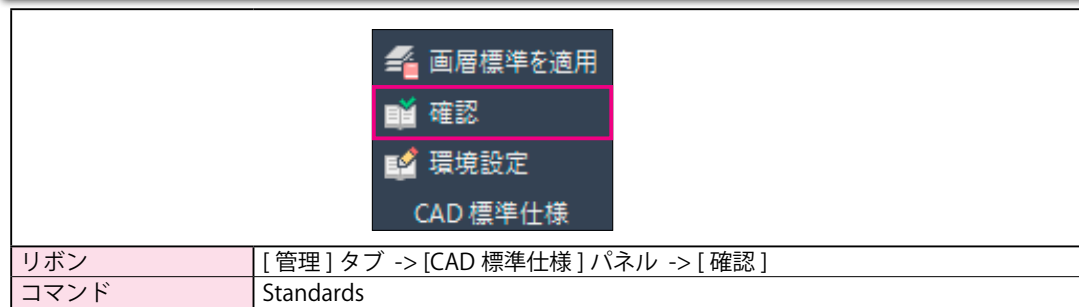 画層標準を適用
確認
環境設定
CAD 標準仕様
リボン [ 管理 ] タブ -> [CAD 標準仕様 ] パネル -> [ 確認 ]
コマンド Standards